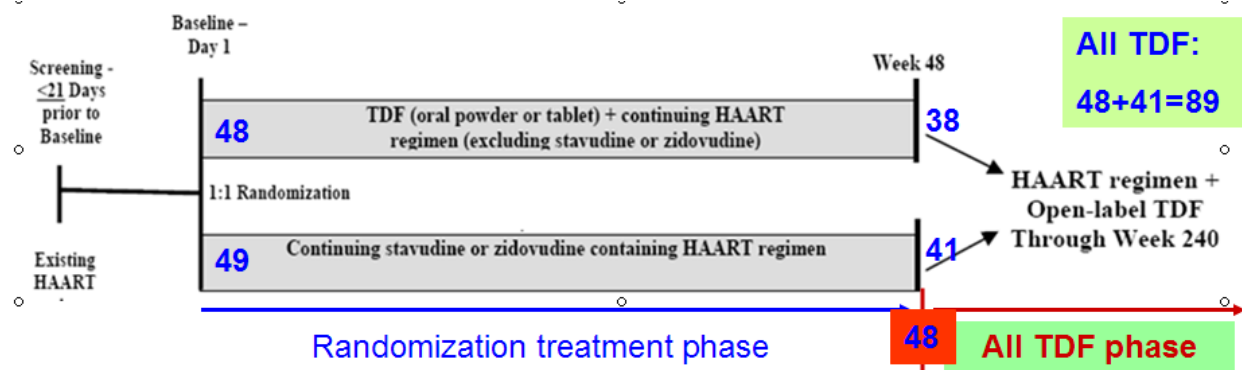 Baseline –
Day 1
Screening -
<21 Days
prior to
Baseline
Existing
HAART
48
TDF (oral powder or tablet) + continuing HAART
regimen (excluding stavudine or zidovudine)
1:1 Randomization
49
Continuing stavudine or zidovudine containing HAART regimen
Week 48
38
41
All TDF:
48+41=89
HAART regimen +
Open-label TDF
Through Week 240
Randomization treatment phase
48
All TDF phase